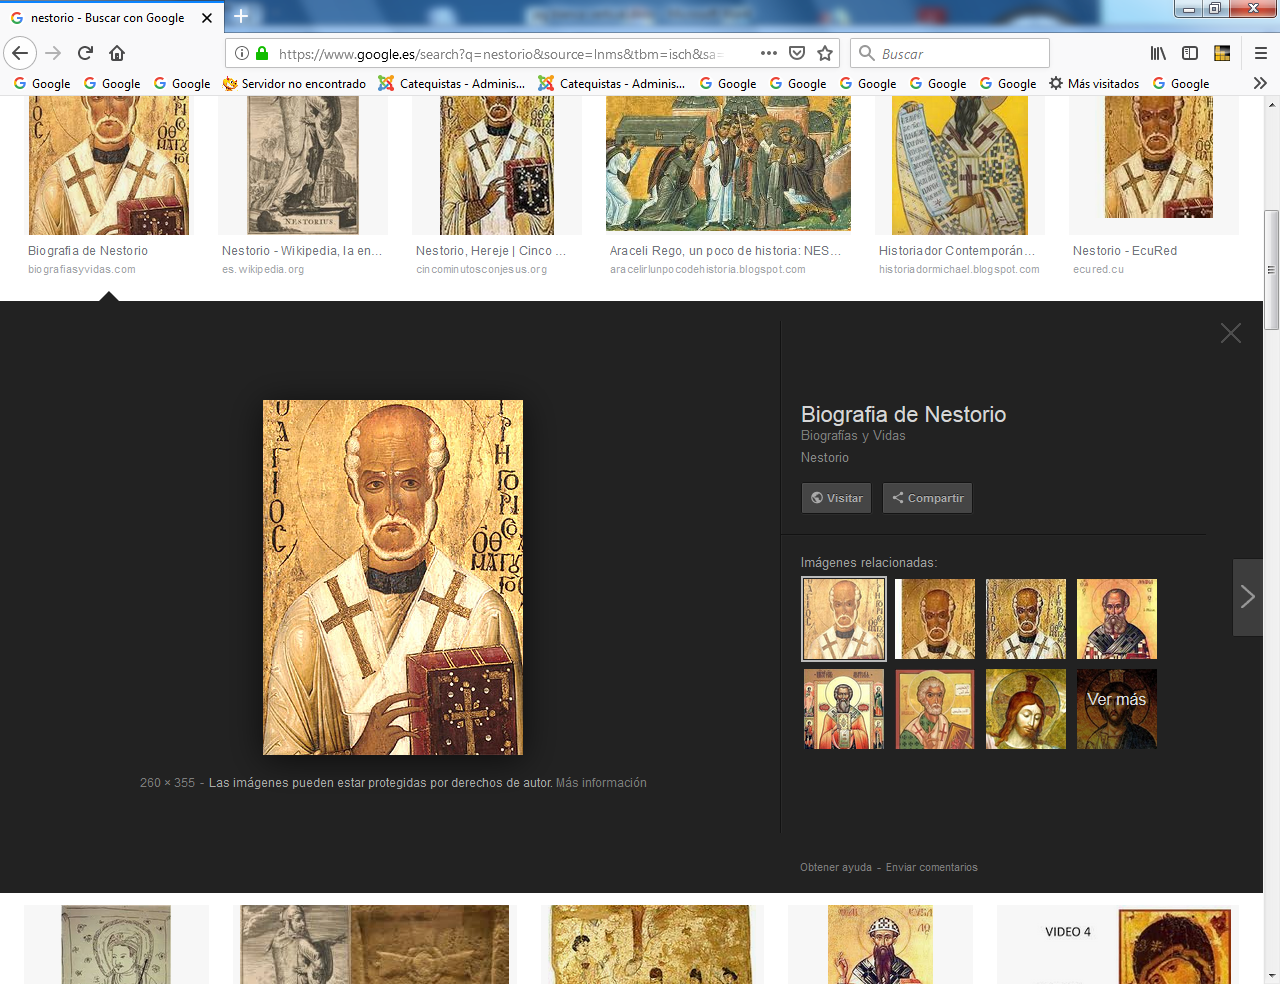 nestorio - Buscar con Google
https://www.google.es/search?q=nestorio&source=lnms&tbm=isch&sa=
Buscar
Google
Google
Google
Servidor no encontrado
Catequistas - Adminis...
Catequistas - Adminis...
Google
Google
Google
Google
Google
Más visitados
Google
NESTORIUS
Biografia de Nestorio
biografiasyvidas.com
Nestorio - Wikipedia, la en...
es.wikipedia.org
Nestorio, Hereje | Cinco ...
cincominutosconjesus.org
Araceli Rego, un poco de historia: NES...
aracelirlunpocodehistoria.blogspot.com
Historiador Contemporán...
historiadormichael.blogspot.com
Nestorio - EcuRed
ecured.cu
Biografia de Nestorio
Biografías y Vidas
Nestorio
Visitar
Compartir
Imágenes relacionadas:
Ver más
260 × 355 - Las imágenes pueden estar protegidas por derechos de autor. Más información
Obtener ayuda - Enviar comentarios
VIDEO 4